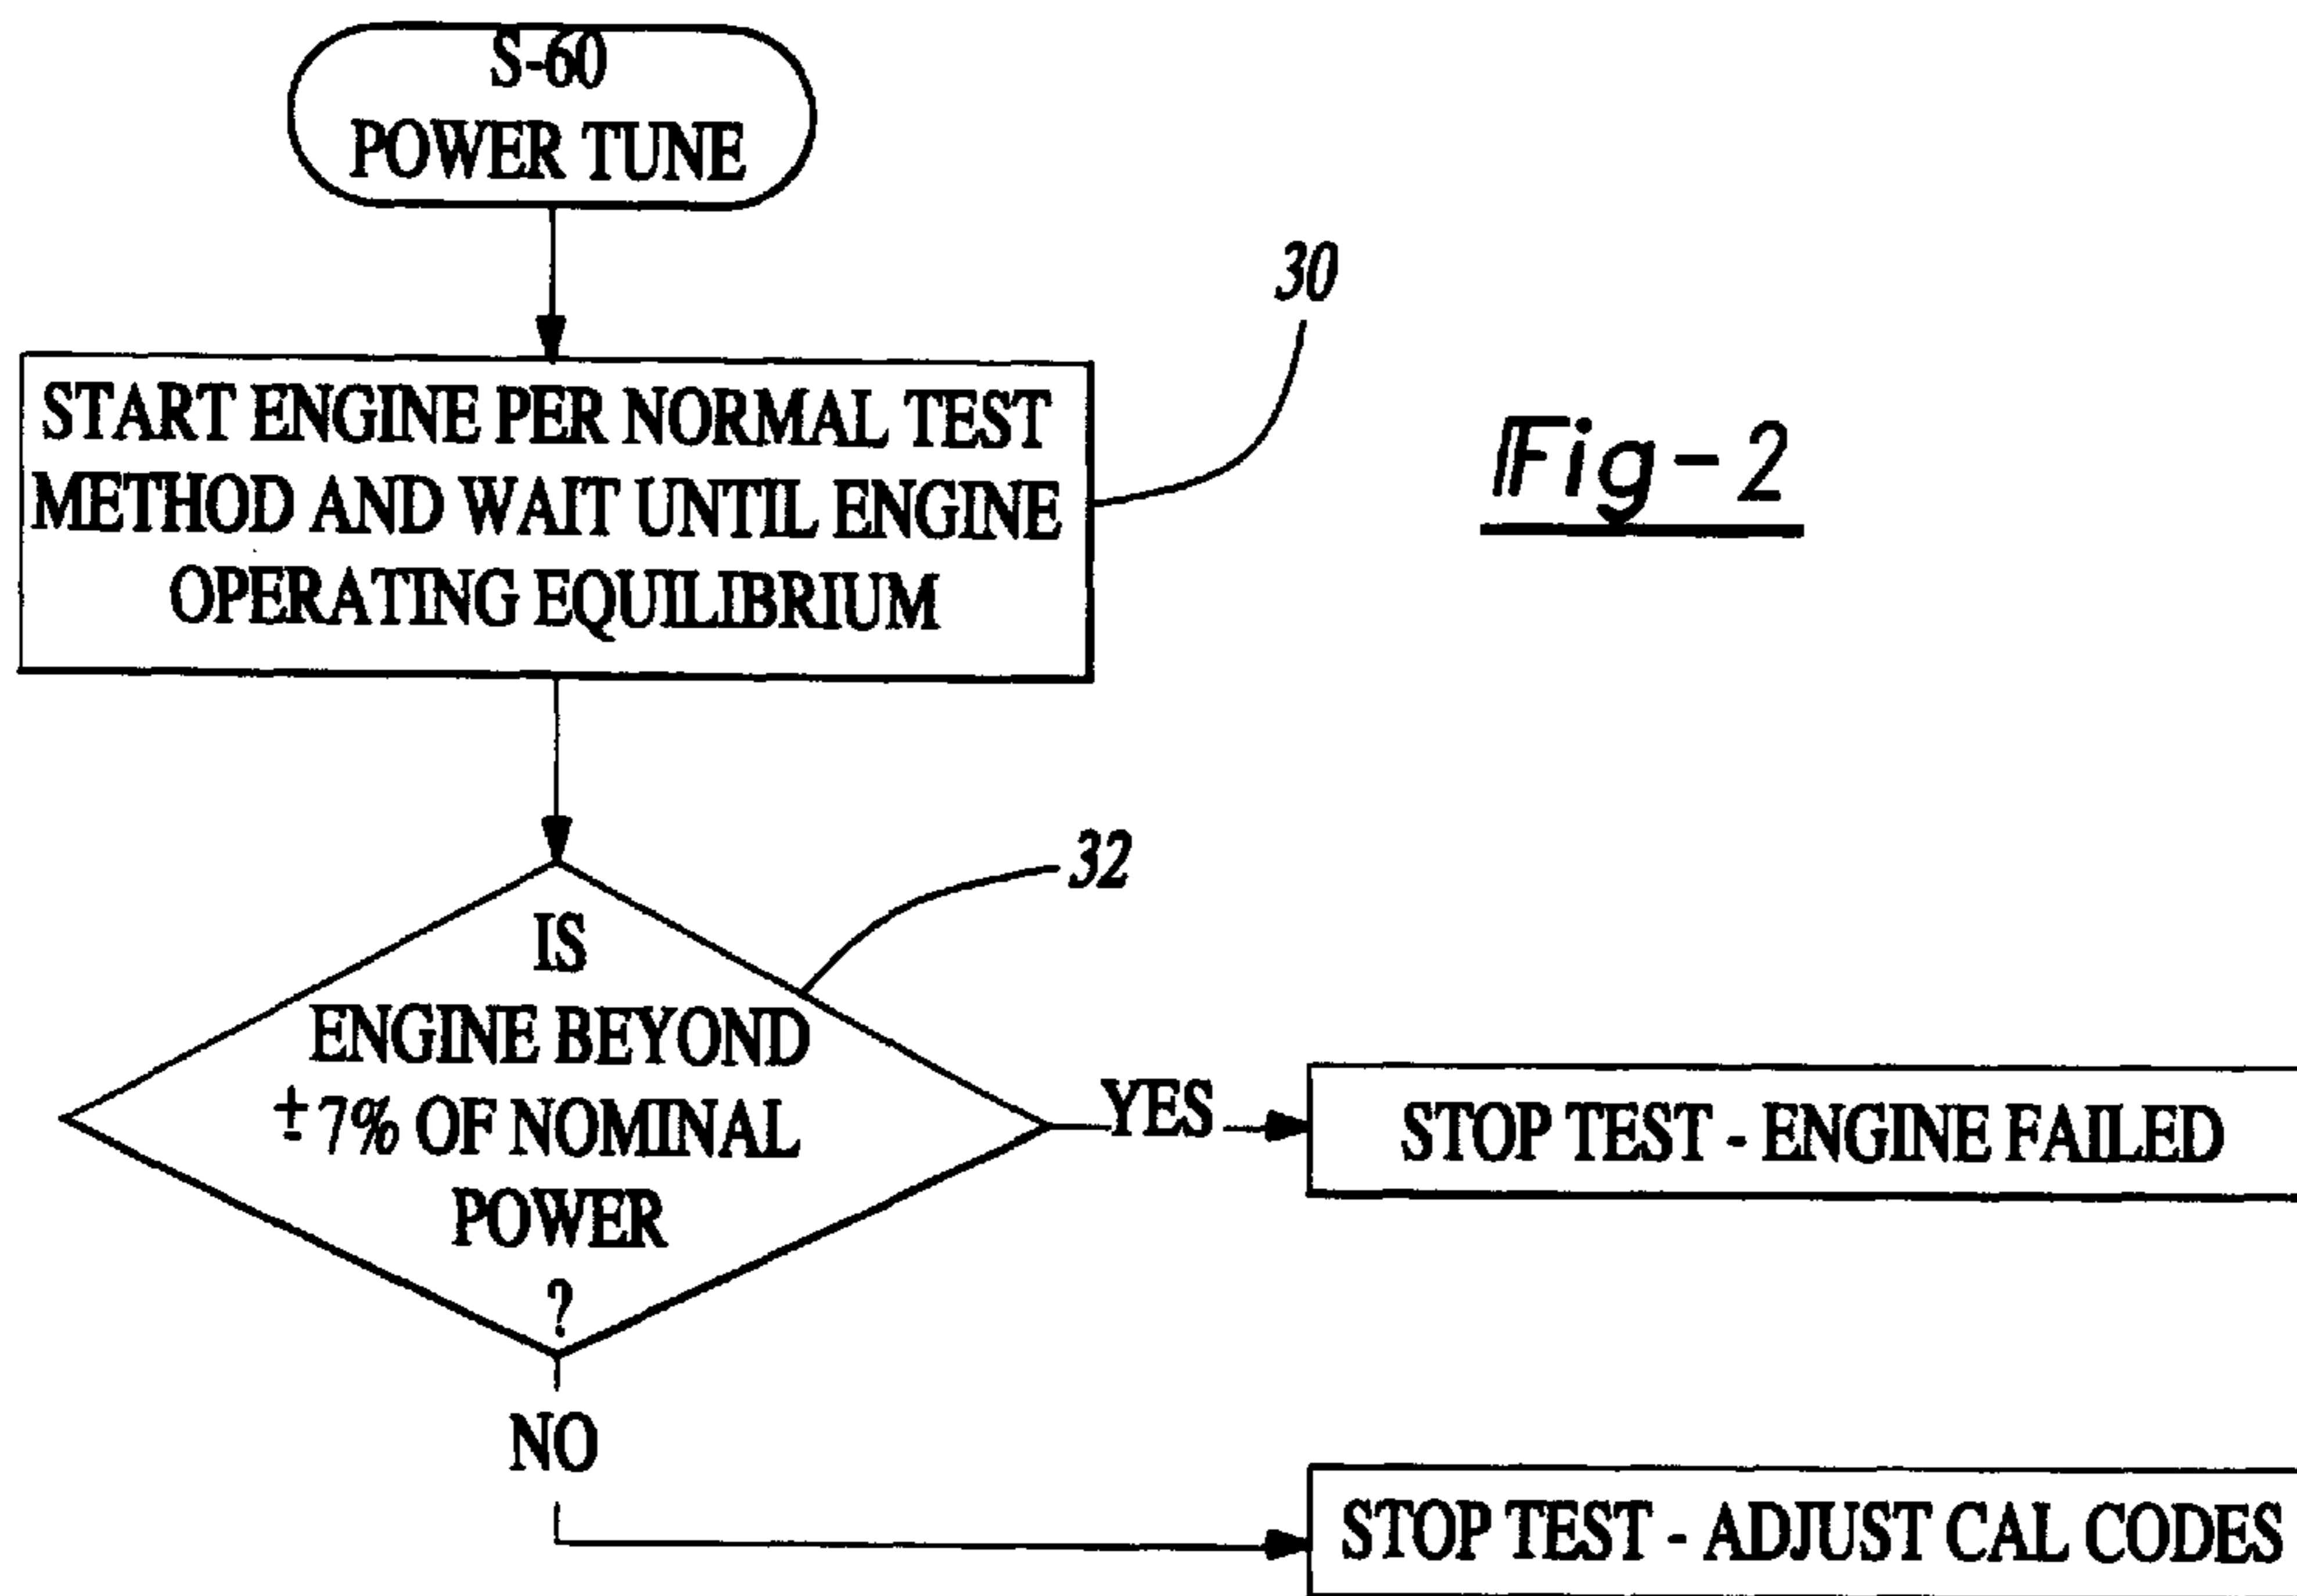 S-60
POWER TUNE
30
START ENGINE PER NORMAL TEST
METHOD AND WAIT UNTIL ENGINE
OPERATING EQUILIBRIUM
Fig-2
32
IS
ENGINE BEYOND
±7% OF NOMINAL
POWER
?
YES
STOP TEST - ENGINE FAILED
NO
STOP TEST - ADJUST CAL CODES